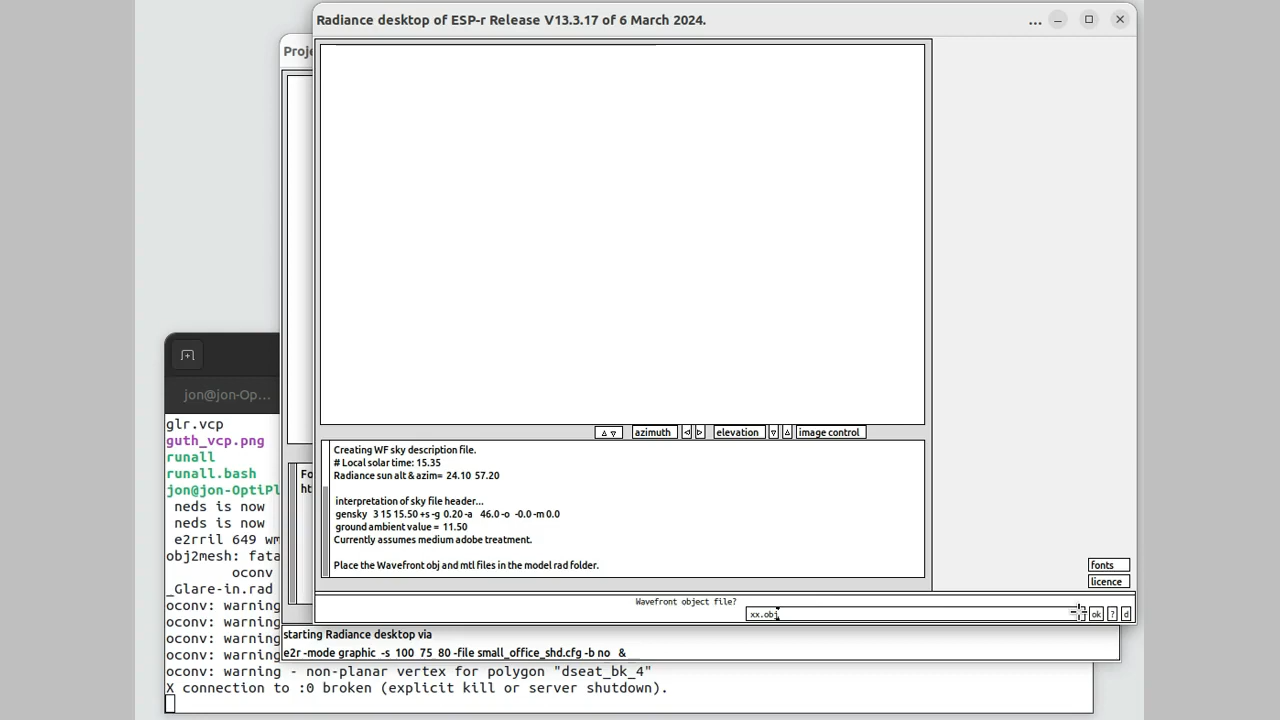 Radiance desktop of ESP-r Release V13.3.17 of 6 March 2024.
...
Proje
azimuth
elevation
image control
Creating WF sky description file.
# Local solar time: 15.35
Radiance sun alt & azim= 24.10 57.20
interpretation of sky file header...
gensky 3 15 15.50 +s -g 0.20 -a 46.0 -o -0.0 -m 0.0
ground ambient value = 11.50
Currently assumes medium adobe treatment.
Place the Wavefront obj and mtl files in the model rad folder.
fonts
licence
Wavefront object file?
xx.obj
ok
?
d
Fo
ht
starting Radiance desktop via
e2r -mode graphic -s 100 75 80 -file small_office_shd.cfg -b no &
jon@jon-Op...
glr.vcp
guth_vcp.png
runall
runall.bash
jon@jon-OptiPl
neds is now
neds is now
e2rril 649 wm
obj2mesh: fata
oconv
_Glare-in.rad
oconv: warning
oconv: warning
oconv: warning
oconv: warning
oconv: warning - non-planar vertex for polygon "dseat_bk_4"
X connection to :0 broken (explicit kill or server shutdown).